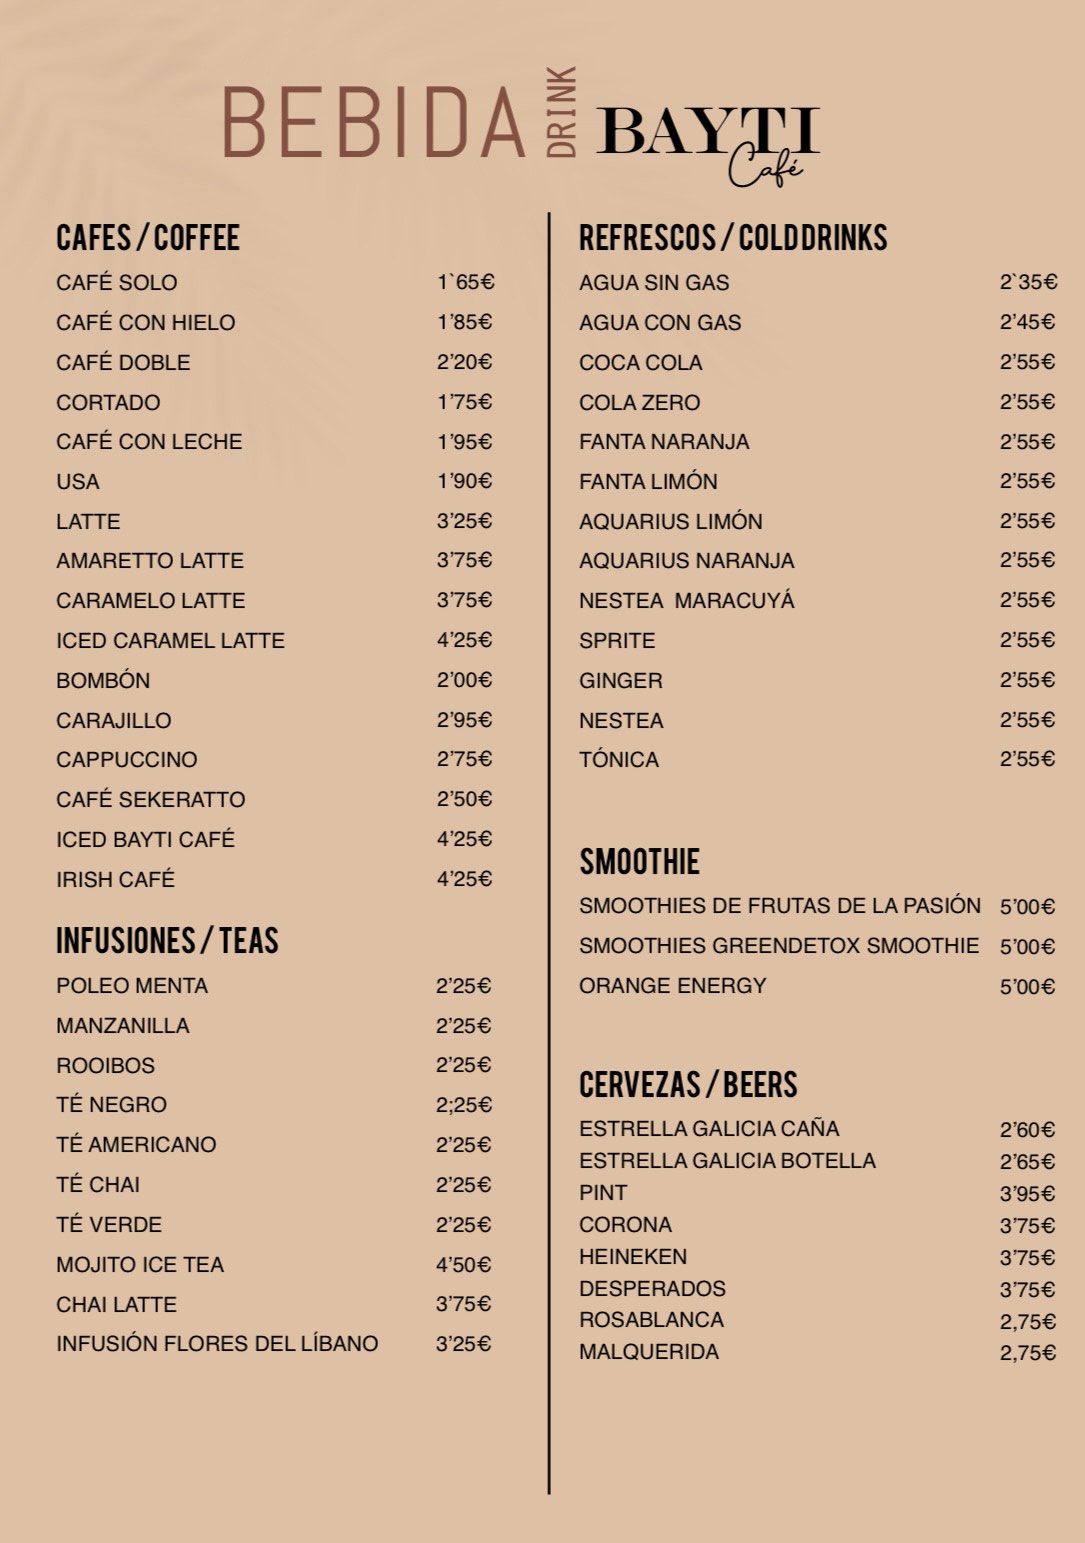 BEBIDA DRINK BAYTI Café
CAFES / COFFEE
CAFÉ SOLO 1`65€
CAFÉ CON HIELO 1’85€
CAFÉ DOBLE 2’20€
CORTADO 1’75€
CAFÉ CON LECHE 1’95€
USA 1’90€
LATTE 3’25€
AMARETTO LATTE 3’75€
CARAMELO LATTE 3’75€
ICED CARAMEL LATTE 4’25€
BOMBÓN 2’00€
CARAJILLO 2’95€
CAPPUCCINO 2’75€
CAFÉ SEKERATTO 2’50€
ICED BAYTI CAFÉ 4’25€
IRISH CAFÉ 4’25€
INFUSIONES / TEAS
POLEO MENTA 2’25€
MANZANILLA 2’25€
ROOIBOS 2’25€
TÉ NEGRO 2;25€
TÉ AMERICANO 2’25€
TÉ CHAI 2’25€
TÉ VERDE 2’25€
MOJITO ICE TEA 4’50€
CHAI LATTE 3’75€
INFUSIÓN FLORES DEL LÍBANO 3’25€
REFRESCOS / COLD DRINKS
AGUA SIN GAS 2`35€
AGUA CON GAS 2’45€
COCA COLA 2’55€
COLA ZERO 2’55€
FANTA NARANJA 2’55€
FANTA LIMÓN 2’55€
AQUARIUS LIMÓN 2’55€
AQUARIUS NARANJA 2’55€
NESTEA MARACUYÁ 2’55€
SPRITE 2’55€
GINGER 2’55€
NESTEA 2’55€
TÓNICA 2’55€
SMOOTHIE
SMOOTHIES DE FRUTAS DE LA PASIÓN 5’00€
SMOOTHIES GREENDETOX SMOOTHIE 5’00€
ORANGE ENERGY 5’00€
CERVEZAS / BEERS
ESTRELLA GALICIA CAÑA 2’60€
ESTRELLA GALICIA BOTELLA 2’65€
PINT 3’95€
CORONA 3’75€
HEINEKEN 3’75€
DESPERADOS 3’75€
ROSABLANCA 2,75€
MALQUERIDA 2,75€